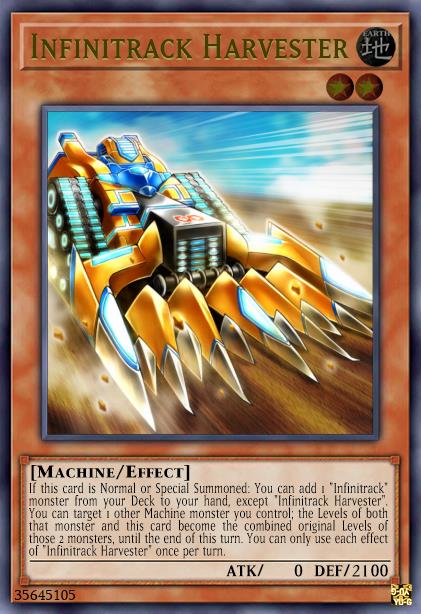 INFINITRACK HARVESTER
EARTH
地
[MACHINE/EFFECT]
If this card is Normal or Special Summoned: You can add 1 "Infinitrack"
monster from your Deck to your hand, except "Infinitrack Harvester".
You can target 1 other Machine monster you control; the Levels of both
that monster and this card become the combined original Levels of
those 2 monsters, until the end of this turn. You can only use each effect
of "Infinitrack Harvester" once per turn.
ATK/ 0 DEF/2100
35645105